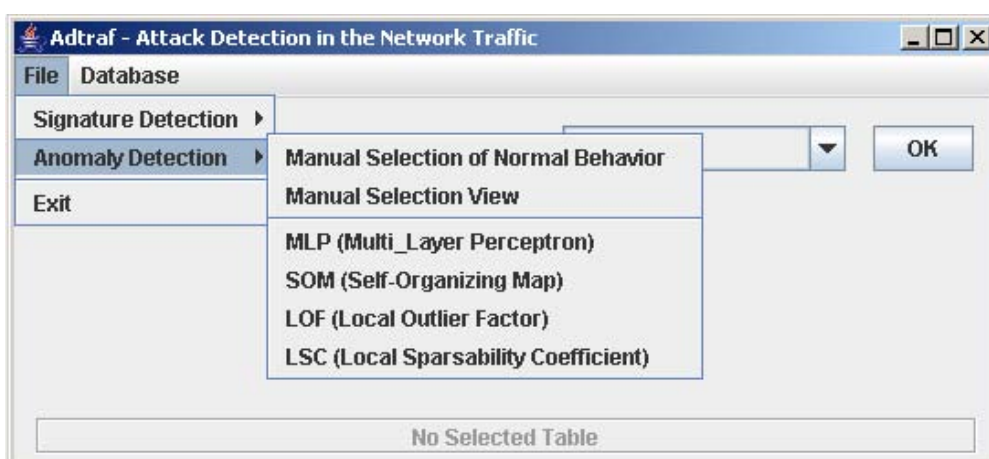 Adtraf - Attack Detection in the Network Traffic
File Database
Signature Detection
Anomaly Detection
Exit
Manual Selection of Normal Behavior
Manual Selection View
MLP (Multi_Layer Perceptron)
SOM (Self-Organizing Map)
LOF (Local Outlier Factor)
LSC (Local Sparsability Coefficient)
OK
No Selected Table